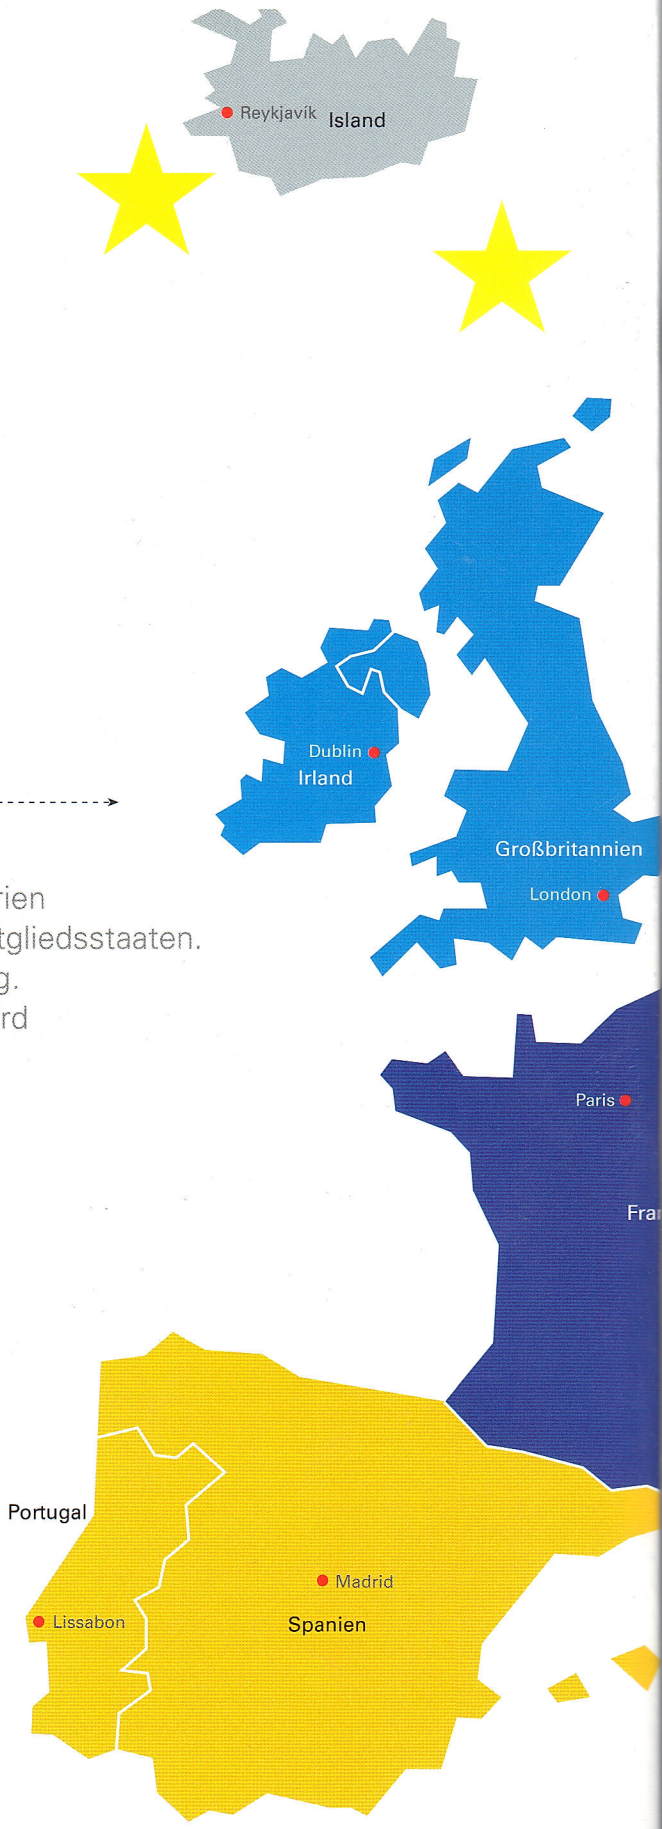 Reykjavík
Island
Dublin
Irland
Großbritannien
London
rien
tgliedsstaaten.
g.
rd
Paris
Fra
Portugal
Madrid
Lissabon
Spanien